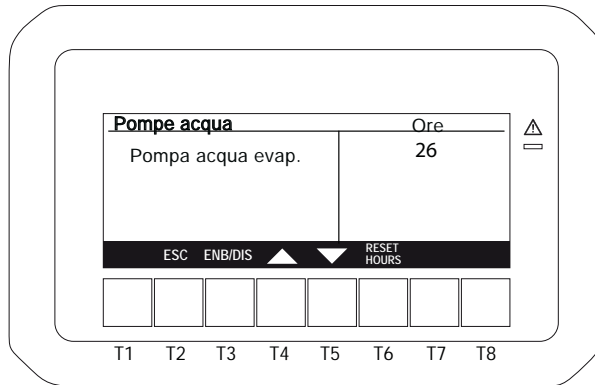 Pompe acqua Ore
Pompa acqua evap. 26
ESC ENB/DIS RESET HOURS
T1 T2 T3 T4 T5 T6 T7 T8